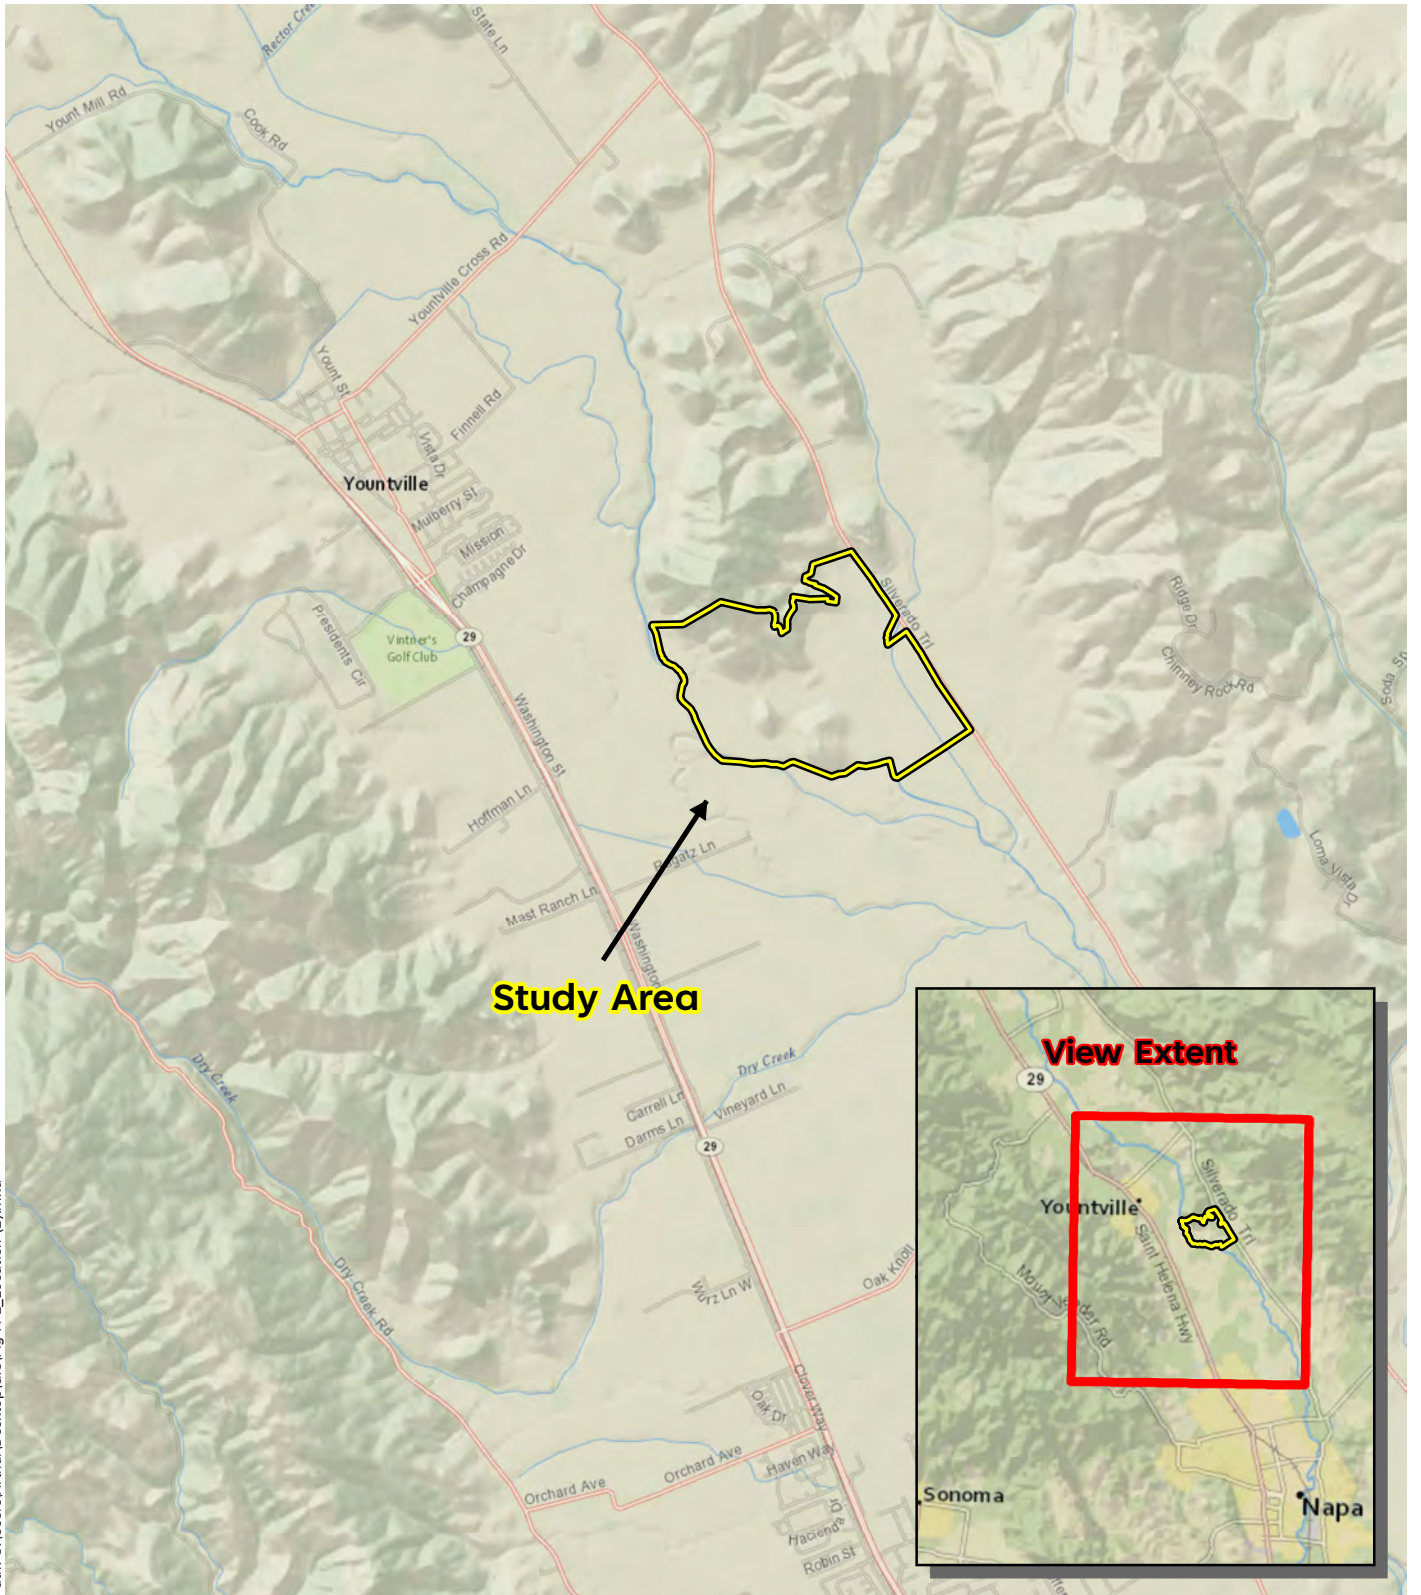 Rector Cre
State Ln
Yount Mill Rd
Cook Rd
Yountville Cross Rd
Yount St
Finnell Rd
Vista Dr
Yountville
Mulberry St
Mission
Champagne Dr
Silverado Trl
Ridge Dr
Presidents Cir
Vintner's
Golf Club
29
Chimney Rock Rd
Soda Sp
Washington St
Hoffman Ln
Loma Vista Dr
Ragatz Ln
Mast Ranch Ln
Washington
Study Area
Dry Creek
Dry Creek
Carrell Ln
Vineyard Ln
Darms Ln
29
Oak Knoll
Dry Creek Rd
Wurz Ln W
Clover Way
Oak Dr
Orchard Ave
Haven Way
Orchard Ave
Hacienda Dr
Robin St
View Extent
29
Silverado Trl
Yountville
Saint Helena Hwy
Mount Veeder Rd
Sonoma
Napa